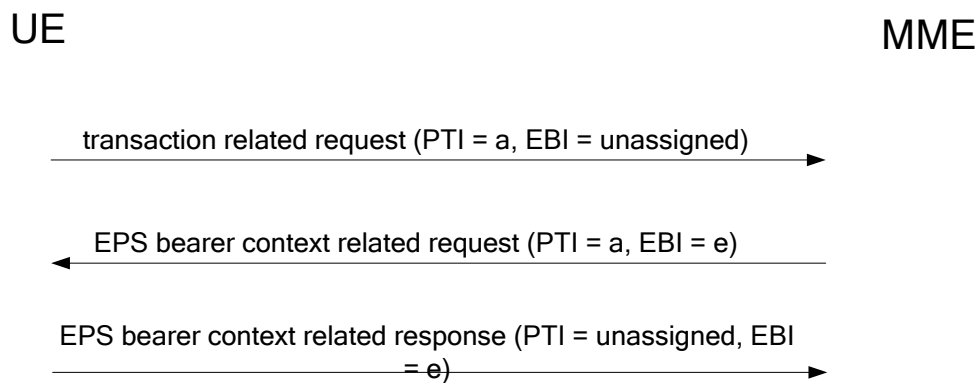 UE
MME
transaction related request (PTI = a, EBI = unassigned)
EPS bearer context related request (PTI = a, EBI = e)
EPS bearer context related response (PTI = unassigned, EBI
= e)